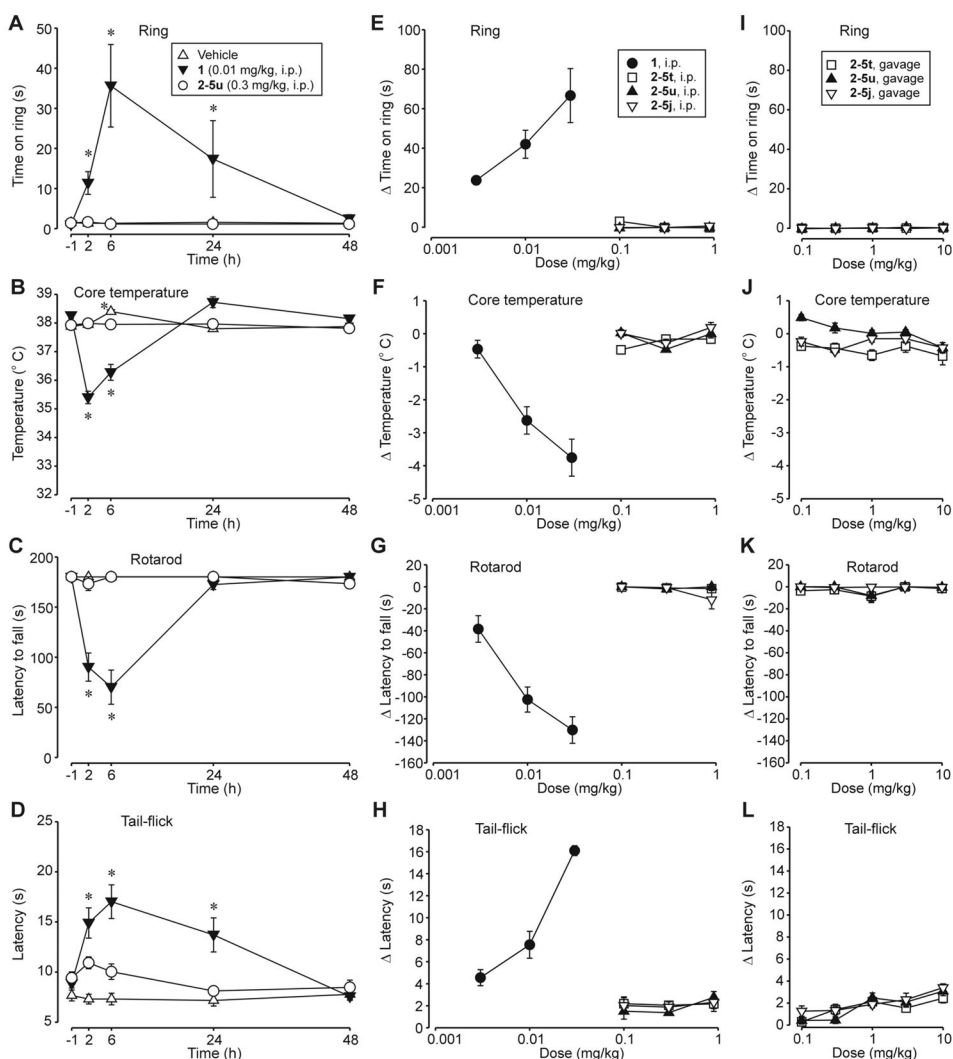 A
Ring
Time on ring (s)
50
40
30
20
10
0
*
*
*
Vehicle
1 (0.01 mg/kg, i.p.)
2-5u (0.3 mg/kg, i.p.)
-1 2 6 24 48
Time (h)
E
Δ Time on ring (s)
100
80
60
40
20
0
1, i.p.
2-5t, i.p.
2-5u, i.p.
2-5j, i.p.
0.001 0.01 0.1 1
Dose (mg/kg)
I
Ring
Δ Time on ring (s)
100
80
60
40
20
0
2-5t, gavage
2-5u, gavage
2-5j, gavage
0.1 1 10
Dose (mg/kg)
B
Core temperature
Temperature (° C)
39
38
37
36
35
34
33
32
*
*
*
-1 2 6 24 48
Time (h)
F
Core temperature
Δ Temperature (° C)
1
0
-1
-2
-3
-4
-5
0.001 0.01 0.1 1
Dose (mg/kg)
J
Core temperature
Δ Temperature (° C)
1
0
-1
-2
-3
-4
-5
0.1 1 10
Dose (mg/kg)
C
Rotarod
Latency to fall (s)
200
150
100
50
0
*
*
-1 2 6 24 48
Time (h)
G
Rotarod
Δ Latency to fall (s)
20
0
-20
-40
-60
-80
-100
-120
-140
-160
0.001 0.01 0.1 1
Dose (mg/kg)
K
Rotarod
Δ Latency to fall (s)
20
0
-20
-40
-60
-80
-100
-120
-140
-160
0.1 1 10
Dose (mg/kg)
D
Tail-flick
Latency (s)
25
20
15
10
5
*
*
*
-1 2 6 24 48
Time (h)
H
Tail-flick
Δ Latency (s)
18
16
14
12
10
8
6
4
2
0
0.001 0.01 0.1 1
Dose (mg/kg)
L
Tail-flick
Δ Latency (s)
18
16
14
12
10
8
6
4
2
0
0.1 1 10
Dose (mg/kg)